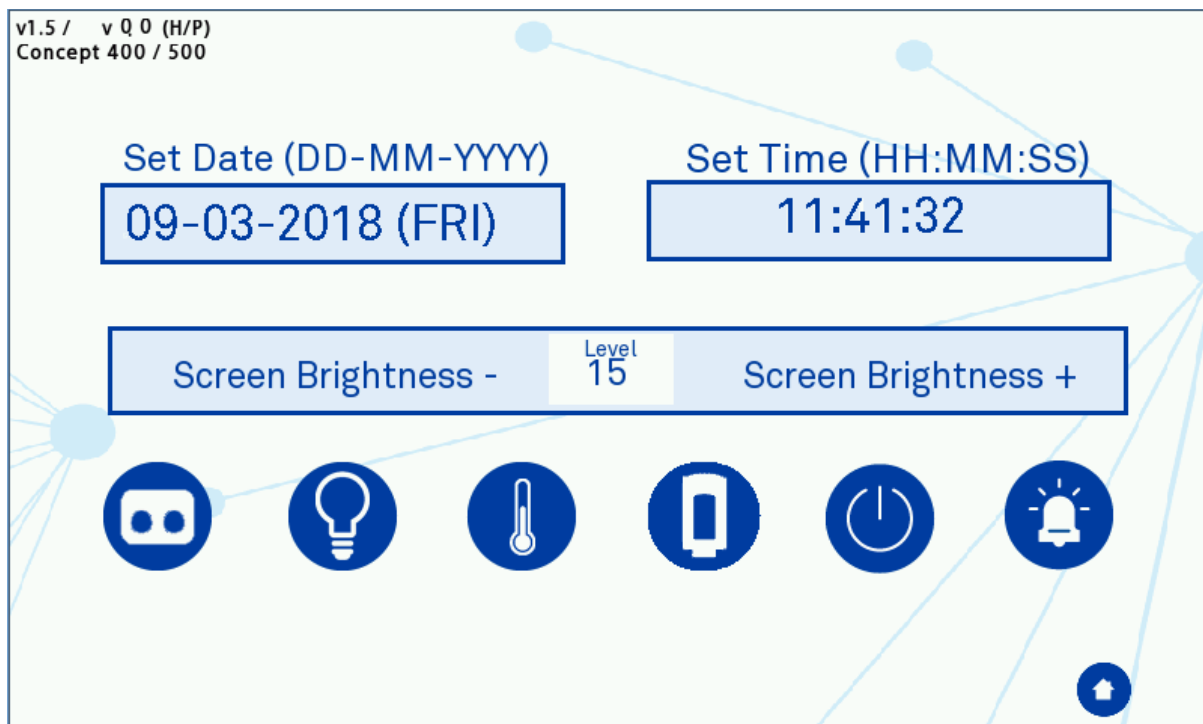 v1.5 / v Q 0 (H/P)
Concept 400 / 500
Set Date (DD-MM-YYYY)
09-03-2018 (FRI)
Set Time (HH:MM:SS)
11:41:32
Screen Brightness -
Level
15
Screen Brightness +